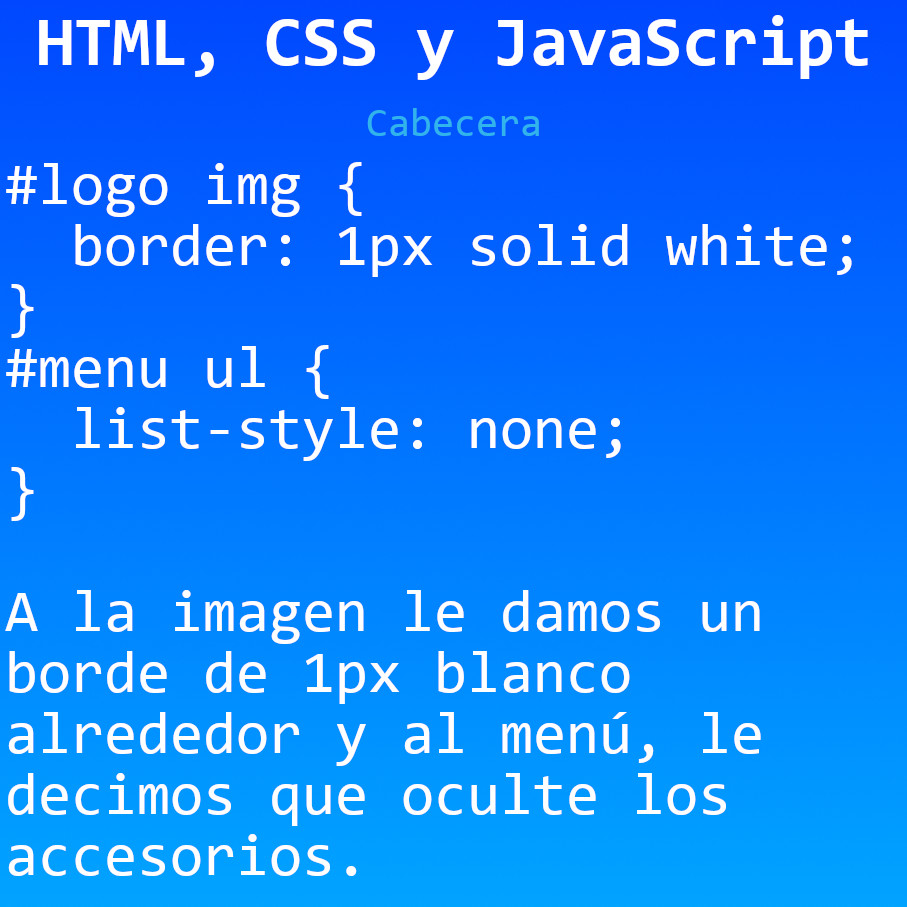 HTML, CSS y JavaScript
Cabecera
#logo img {
  border: 1px solid white;
}
#menu ul {
  list-style: none;
}
A la imagen le damos un
borde de 1px blanco
alrededor y al menú, le
decimos que oculte los
accesorios.